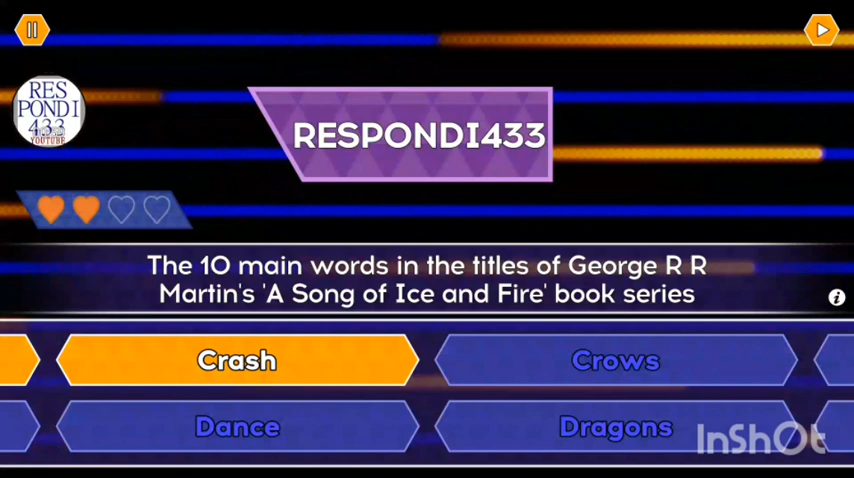 RES
PONDI
433
YOUTUBE
RESPONDI433
The 10 main words in the titles of George R R
Martin's 'A Song of Ice and Fire' book series
i
Crash
Crows
Dance
Dragons
InShOt